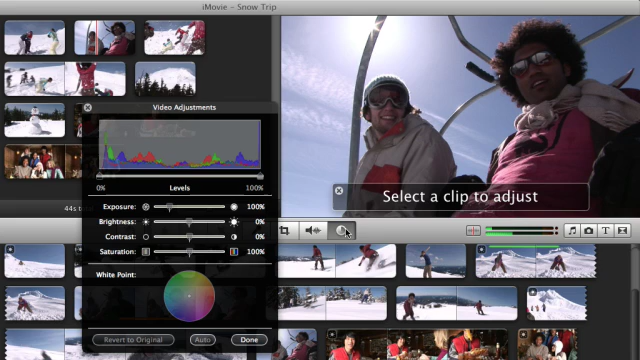 iMovie – Snow Trip
Video Adjustments
0% Levels 100%
Select a clip to adjust
44s
Exposure: 100%
Brightness: 0%
Contrast: 0%
Saturation: 100%
T
White Point:
Revert to Original Auto Done